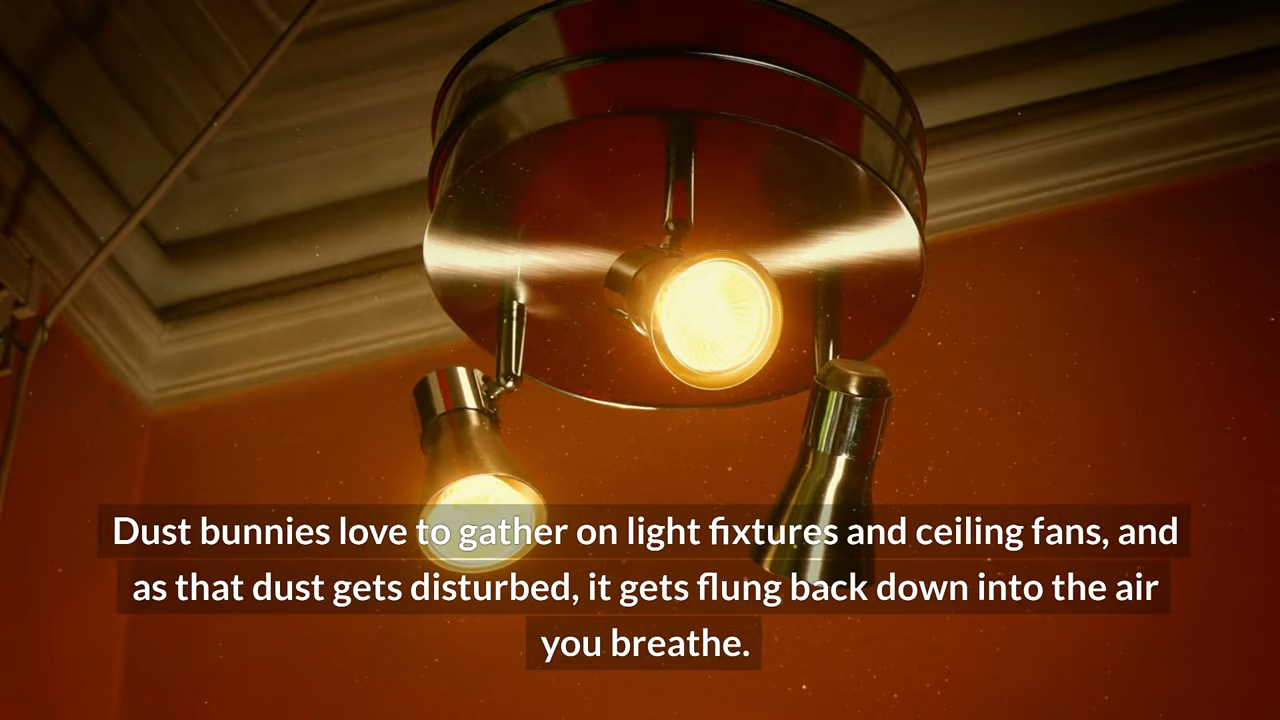 Dust bunnies love to gather on light fixtures and ceiling fans, and
as that dust gets disturbed, it gets flung back down into the air
you breathe.